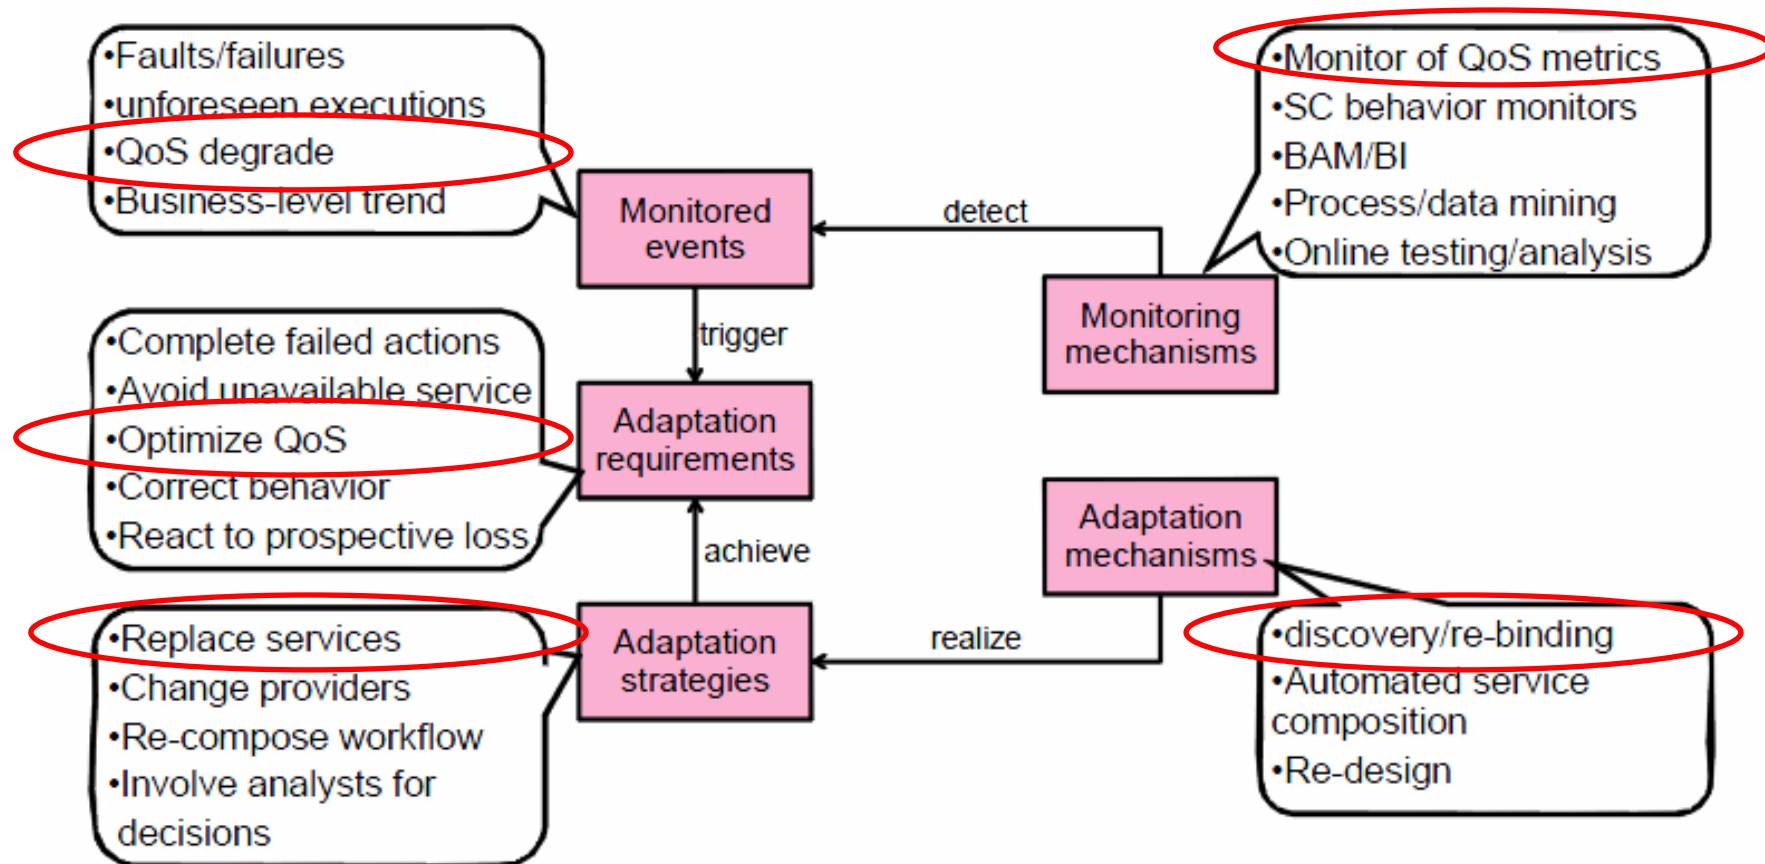 •Faults/failures
•unforeseen executions
•QoS degrade
•Business-level trend
•Monitor of QoS metrics
•SC behavior monitors
•BAM/BI
•Process/data mining
•Online testing/analysis
Monitored
events
detect
Monitoring
mechanisms
trigger
•Complete failed actions
•Avoid unavailable service
•Optimize QoS
•Correct behavior
•React to prospective loss
Adaptation
requirements
achieve
Adaptation
mechanisms
•Replace services
•Change providers
•Re-compose workflow
•Involve analysts for
decisions
Adaptation
strategies
realize
•discovery/re-binding
•Automated service
composition
•Re-design